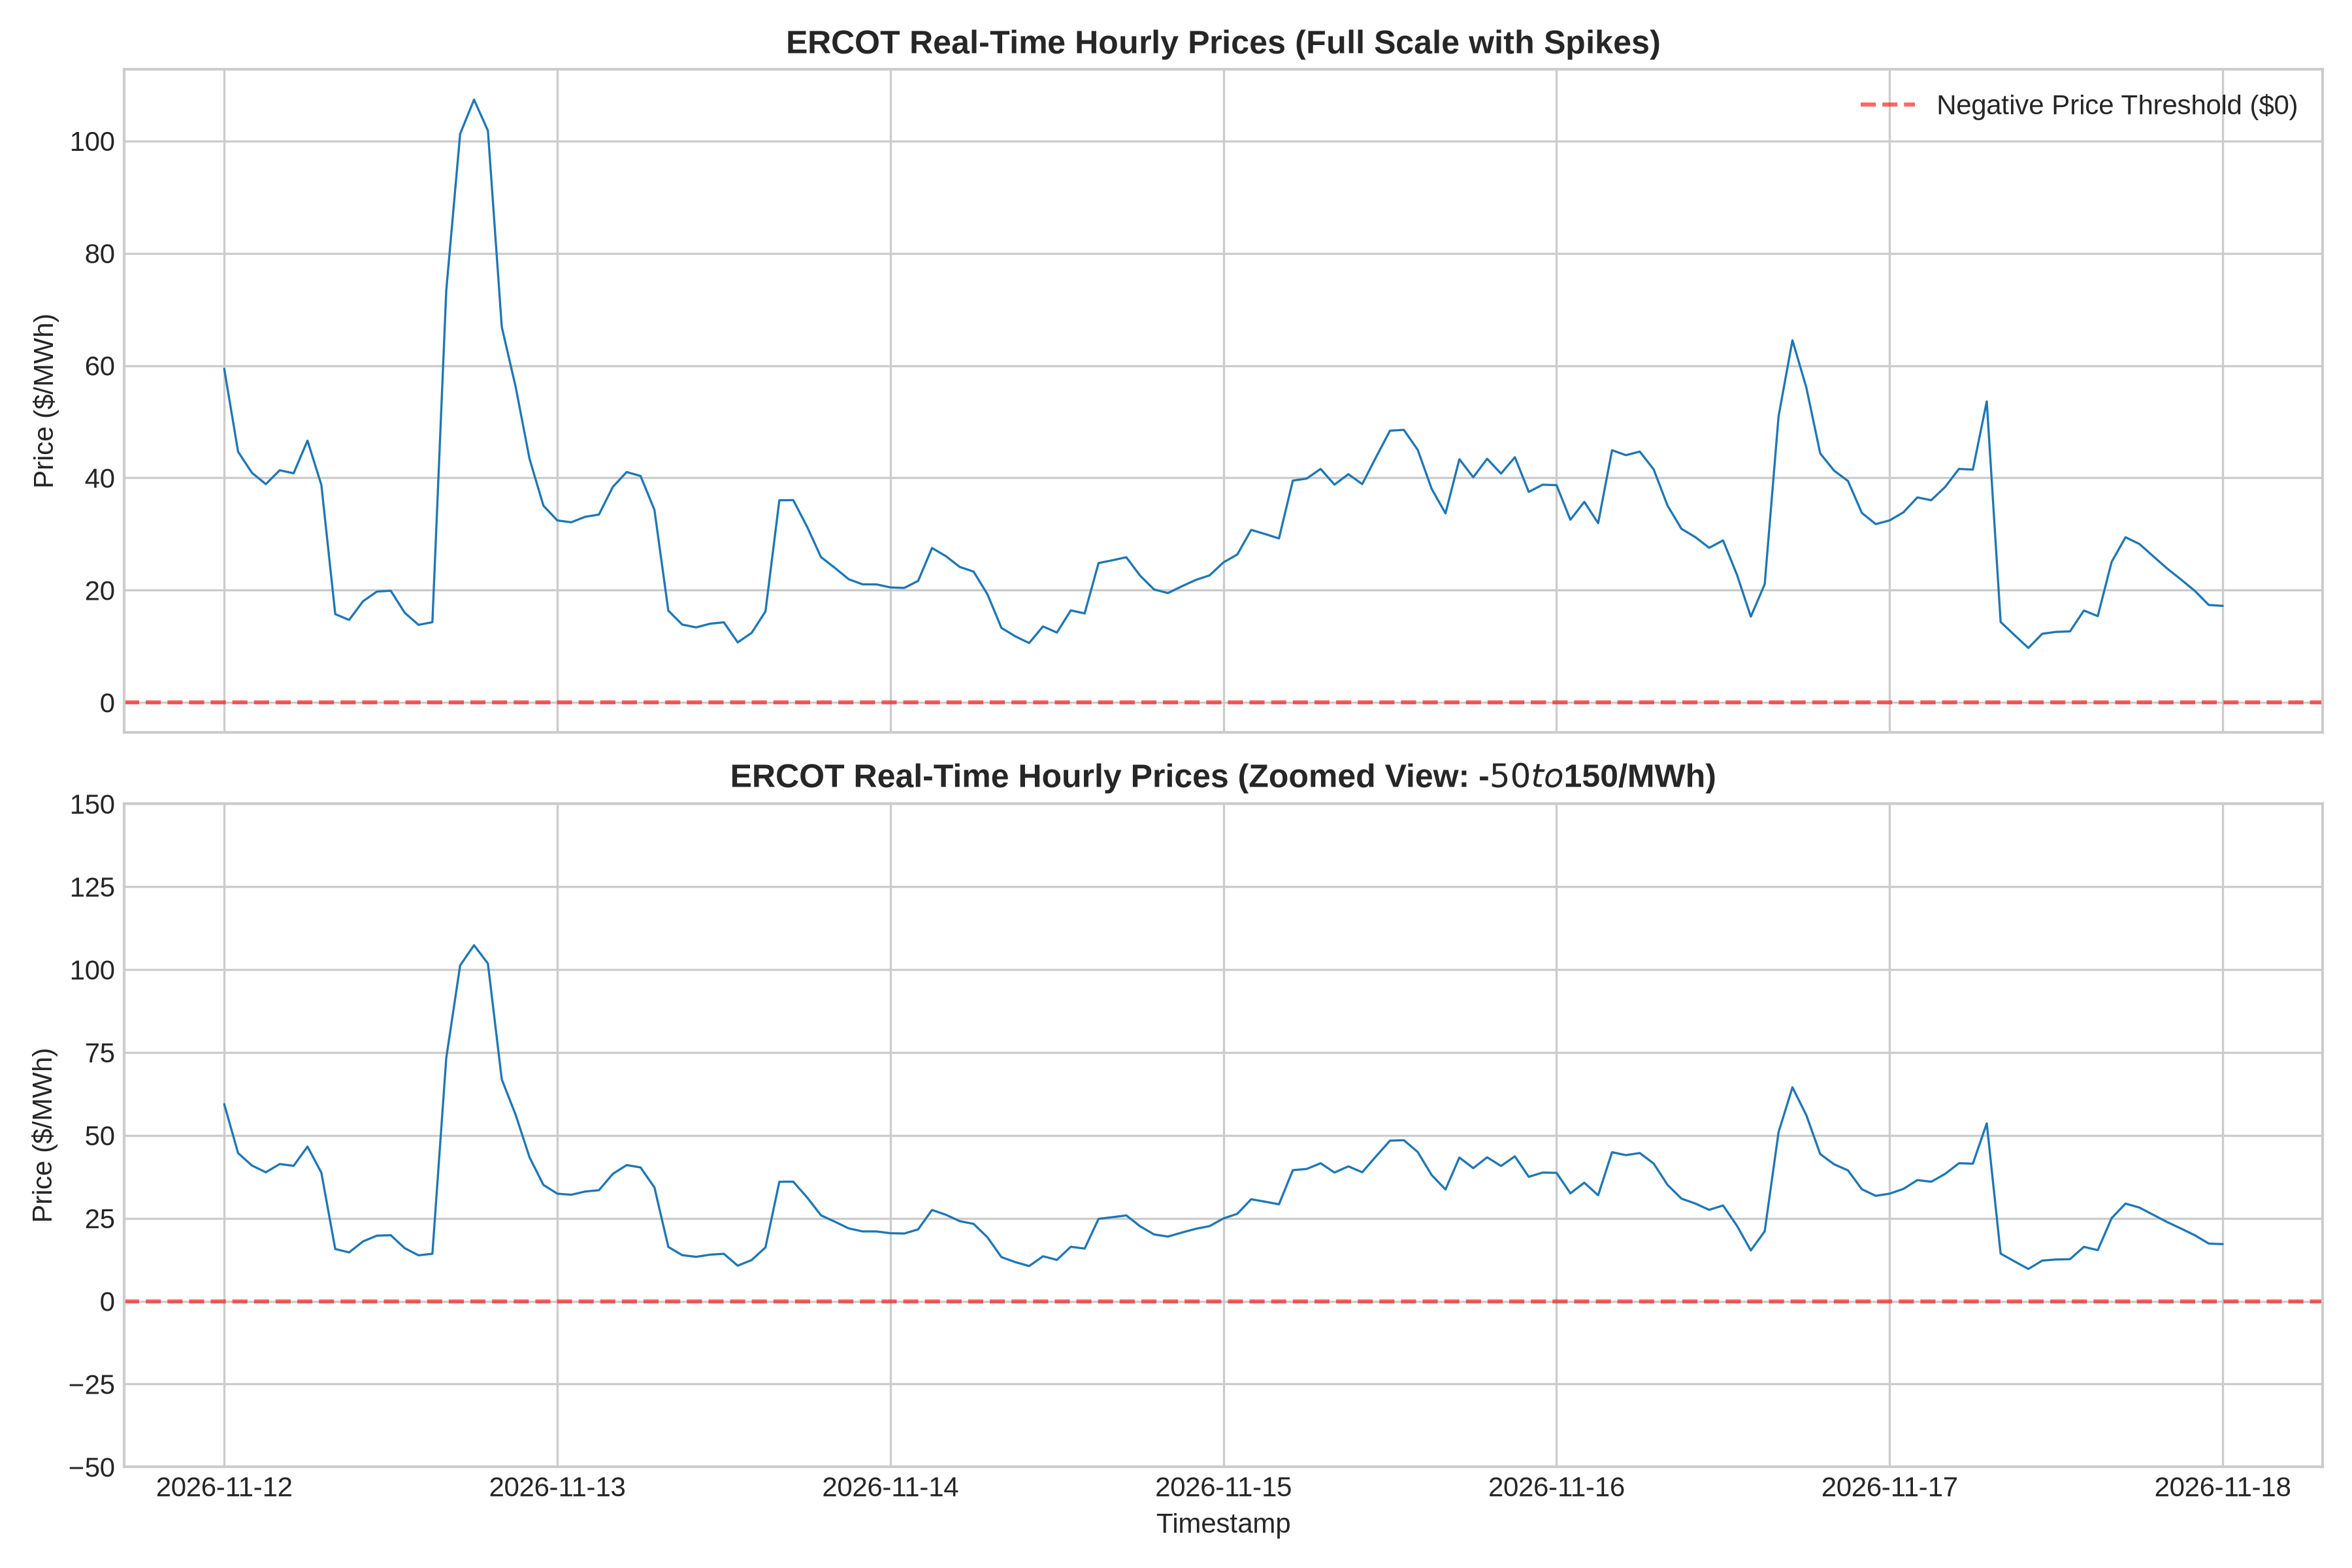 ERCOT Real-Time Hourly Prices (Full Scale with Spikes)
Negative Price Threshold ($0)
Price ($/MWh)
100
80
60
40
20
0
ERCOT Real-Time Hourly Prices (Zoomed View: -50to150/MWh)
Price ($/MWh)
150
125
100
75
50
25
0
−25
−50
2026-11-12 2026-11-13 2026-11-14 2026-11-15 2026-11-16 2026-11-17 2026-11-18
Timestamp